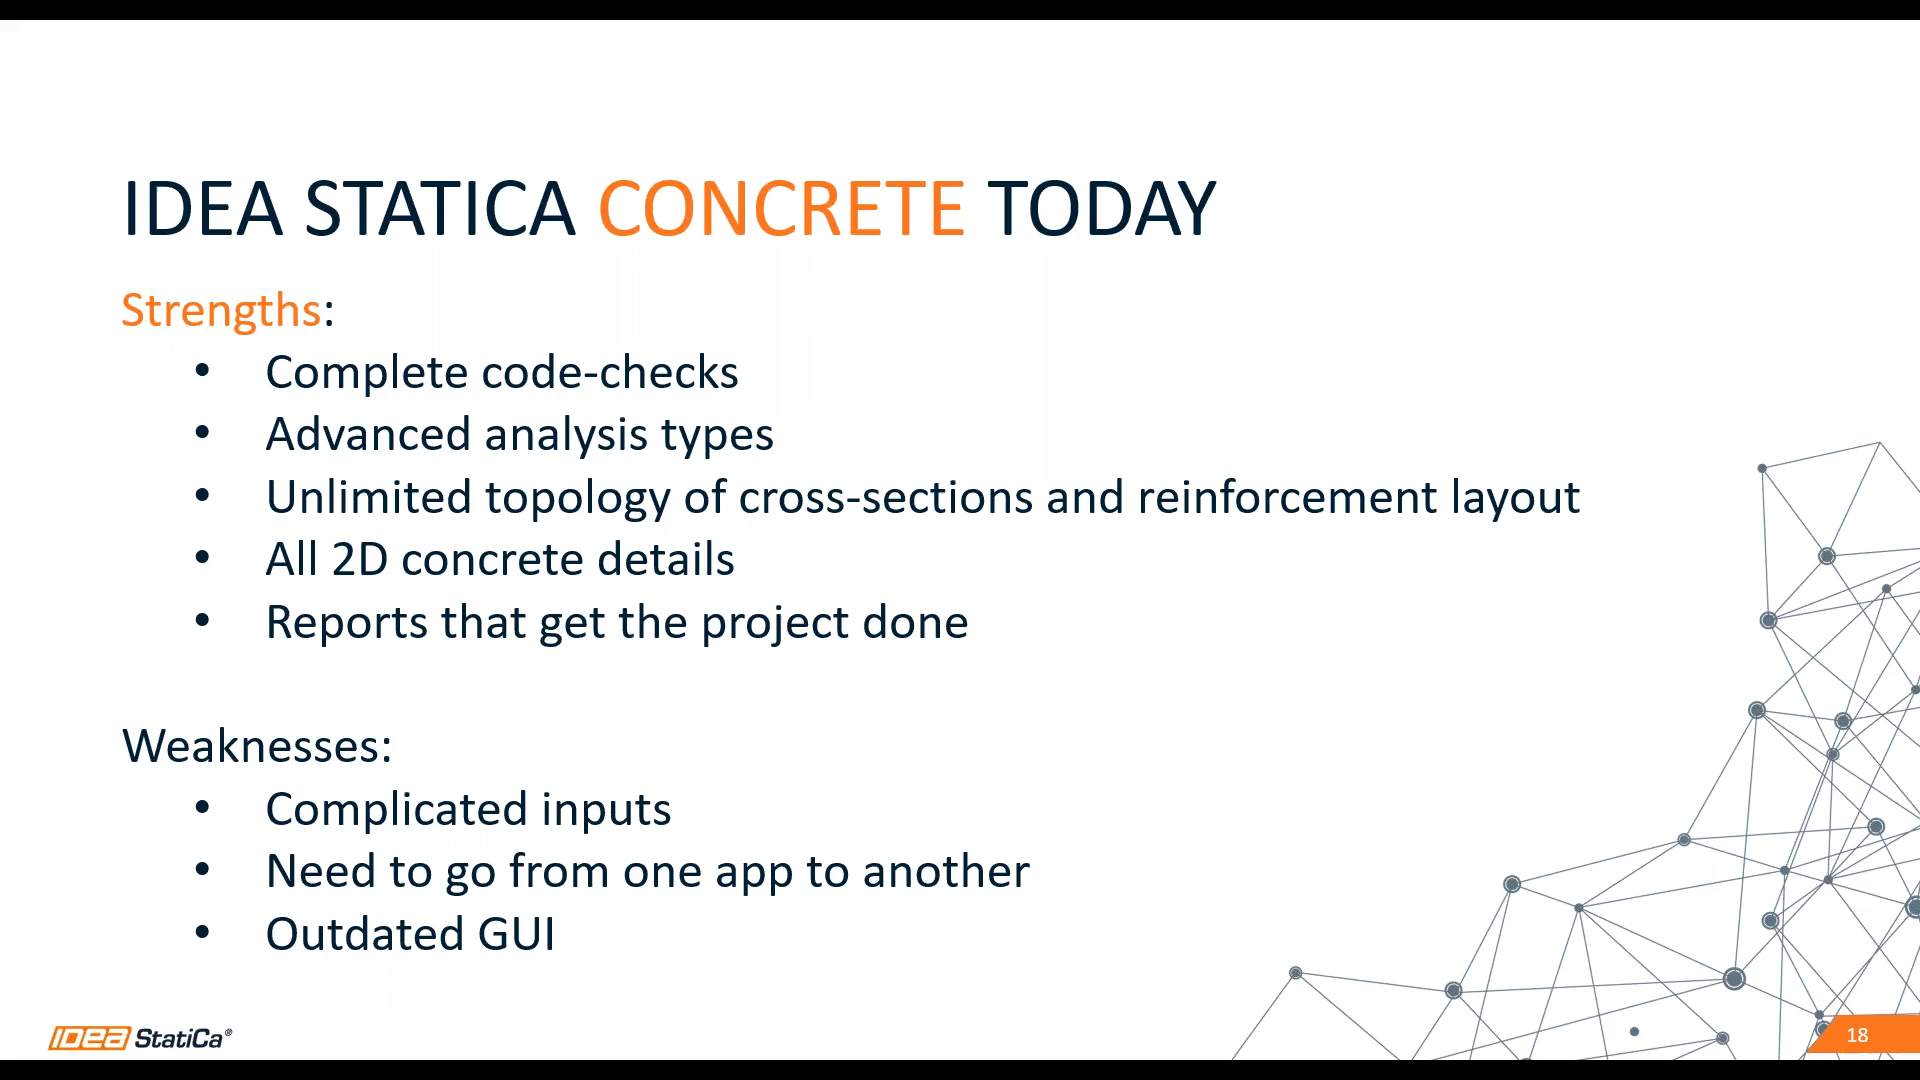 IDEA STATICA CONCRETE TODAY
Strengths:
• Complete code-checks
• Advanced analysis types
• Unlimited topology of cross-sections and reinforcement layout
• All 2D concrete details
• Reports that get the project done
Weaknesses:
• Complicated inputs
• Need to go from one app to another
• Outdated GUI
IDEA StatiCa®
18